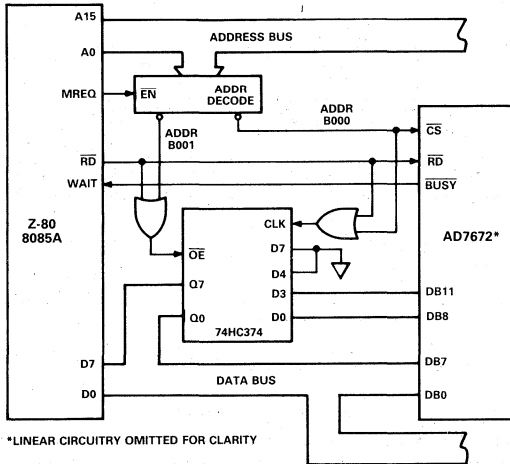 A15
ADDRESS BUS
A0
MREQ
EN
ADDR
DECODE
ADDR
B000
ADDR
B001
CS
RD
RD
WAIT
BUSY
Z-80
8085A
CLK
AD7672*
OE
D7
D4
Q7
D3
DB11
Q0
D0
DB8
74HC374
DB7
D7
DATA BUS
D0
DB0
*LINEAR CIRCUITRY OMITTED FOR CLARITY